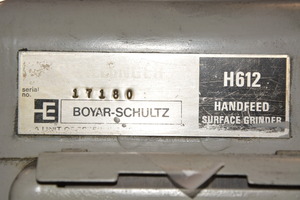 serial
no. 17180
H612
E BOYAR-SCHULTZ
HANDFEED
SURFACE GRINDER